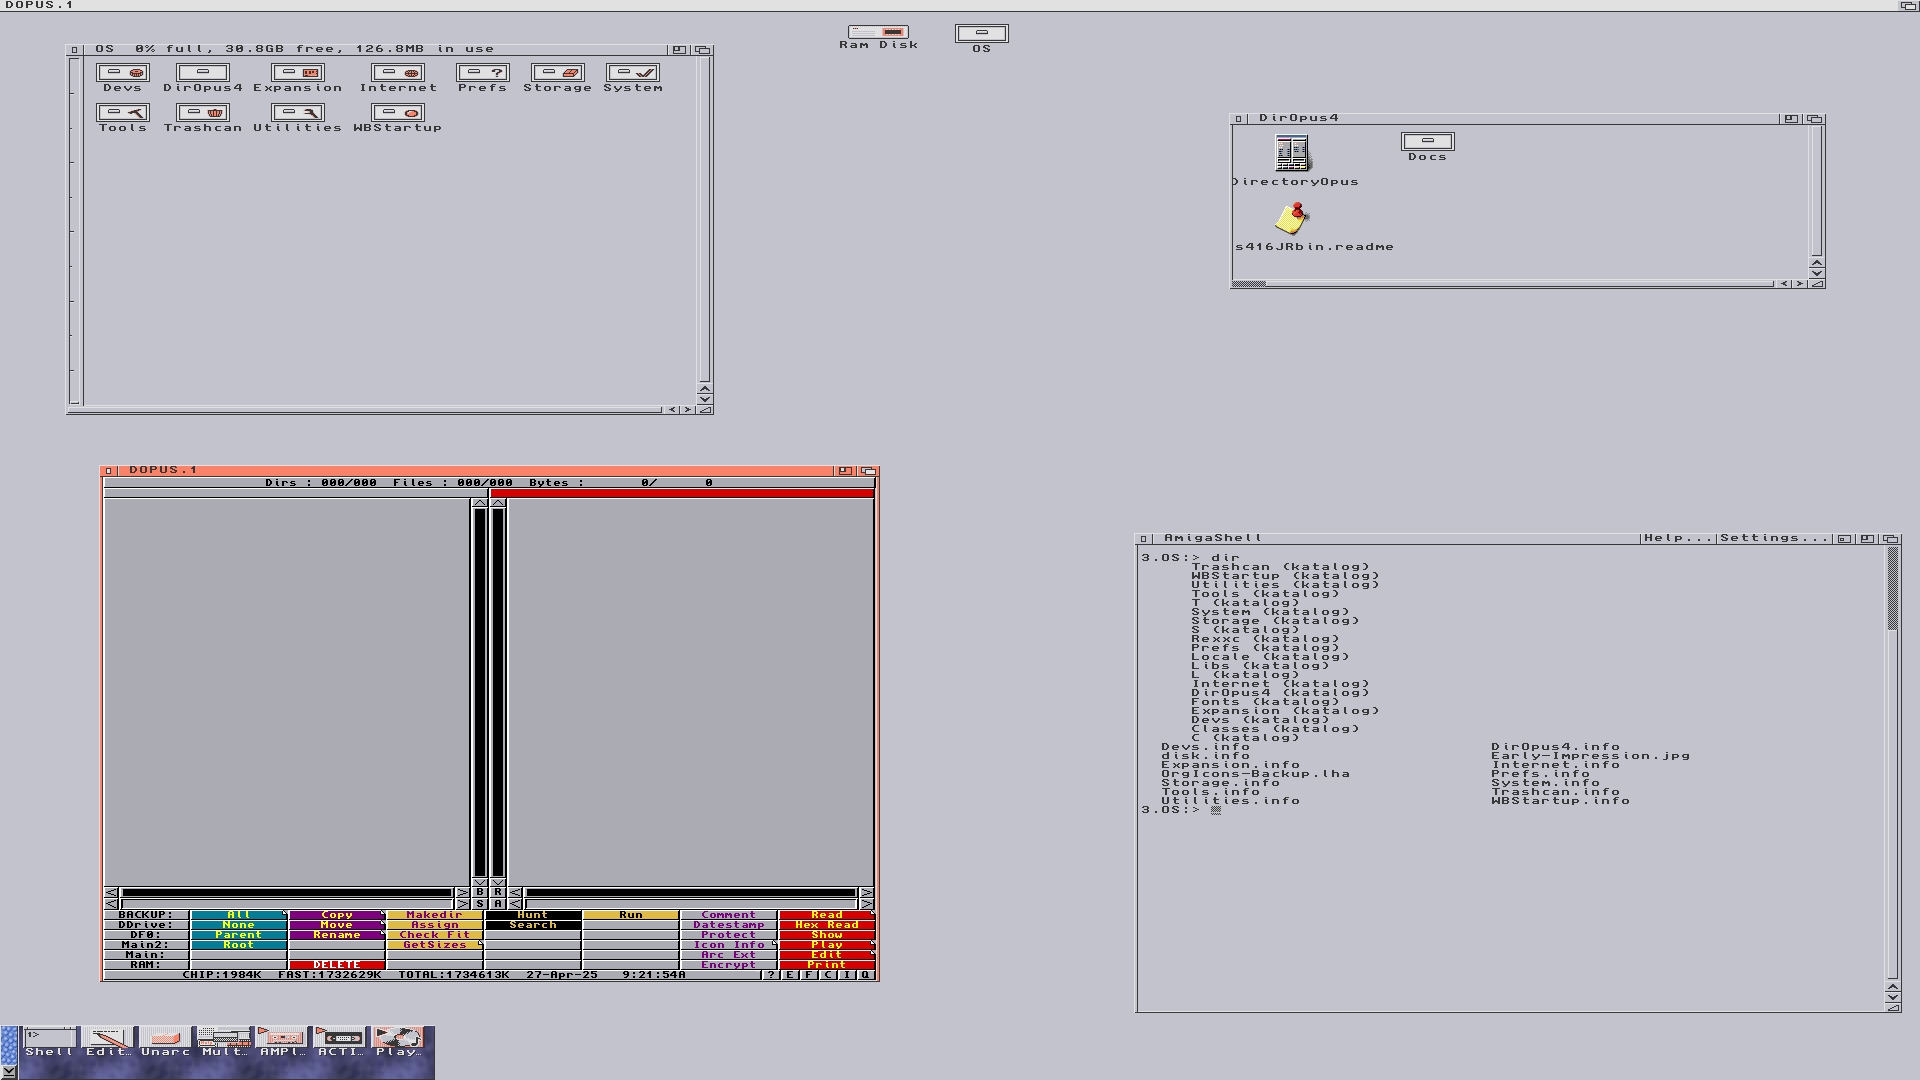 DOPUS.1
Ram Disk
OS
OS 0% full, 30.8GB free, 126.8MB in use
Devs DirOpus4 Expansion Internet Prefs Storage System
Tools Trashcan Utilities WBStartup
DirOpus4
Docs
DirectoryOpus
s416JRbin.readme
DOPUS.1
Dirs : 000/000 Files : 000/000 Bytes : 0/ 0
B R
S A
BACKUP: All Copy Makedir Hunt Run Comment Read
DDrive: None Move Assign Search Datestamp Hex Read
DF0: Parent Rename Check Fit Protect Show
Main2: Root GetSizes Icon Info Play
Main: Arc Ext Edit
RAM: DELETE Encrypt Print
CHIP:1984K FAST:1732629K TOTAL:1734613K 27-Apr-25 9:21:54A ? E F C I Q
AmigaShell Help... Settings...
3.OS:> dir
Trashcan (katalog)
WBStartup (katalog)
Utilities (katalog)
Tools (katalog)
T (katalog)
System (katalog)
Storage (katalog)
S (katalog)
Rexxc (katalog)
Prefs (katalog)
Locale (katalog)
Libs (katalog)
L (katalog)
Internet (katalog)
DirOpus4 (katalog)
Fonts (katalog)
Expansion (katalog)
Devs (katalog)
Classes (katalog)
C (katalog)
Devs.info DirOpus4.info
disk.info Early-Impression.jpg
Expansion.info Internet.info
OrgIcons-Backup.lha Prefs.info
Storage.info System.info
Tools.info Trashcan.info
Utilities.info WBStartup.info
3.OS:>
1>
Shell Edit… Unarc Mult… AMPl… ACTI… Play…